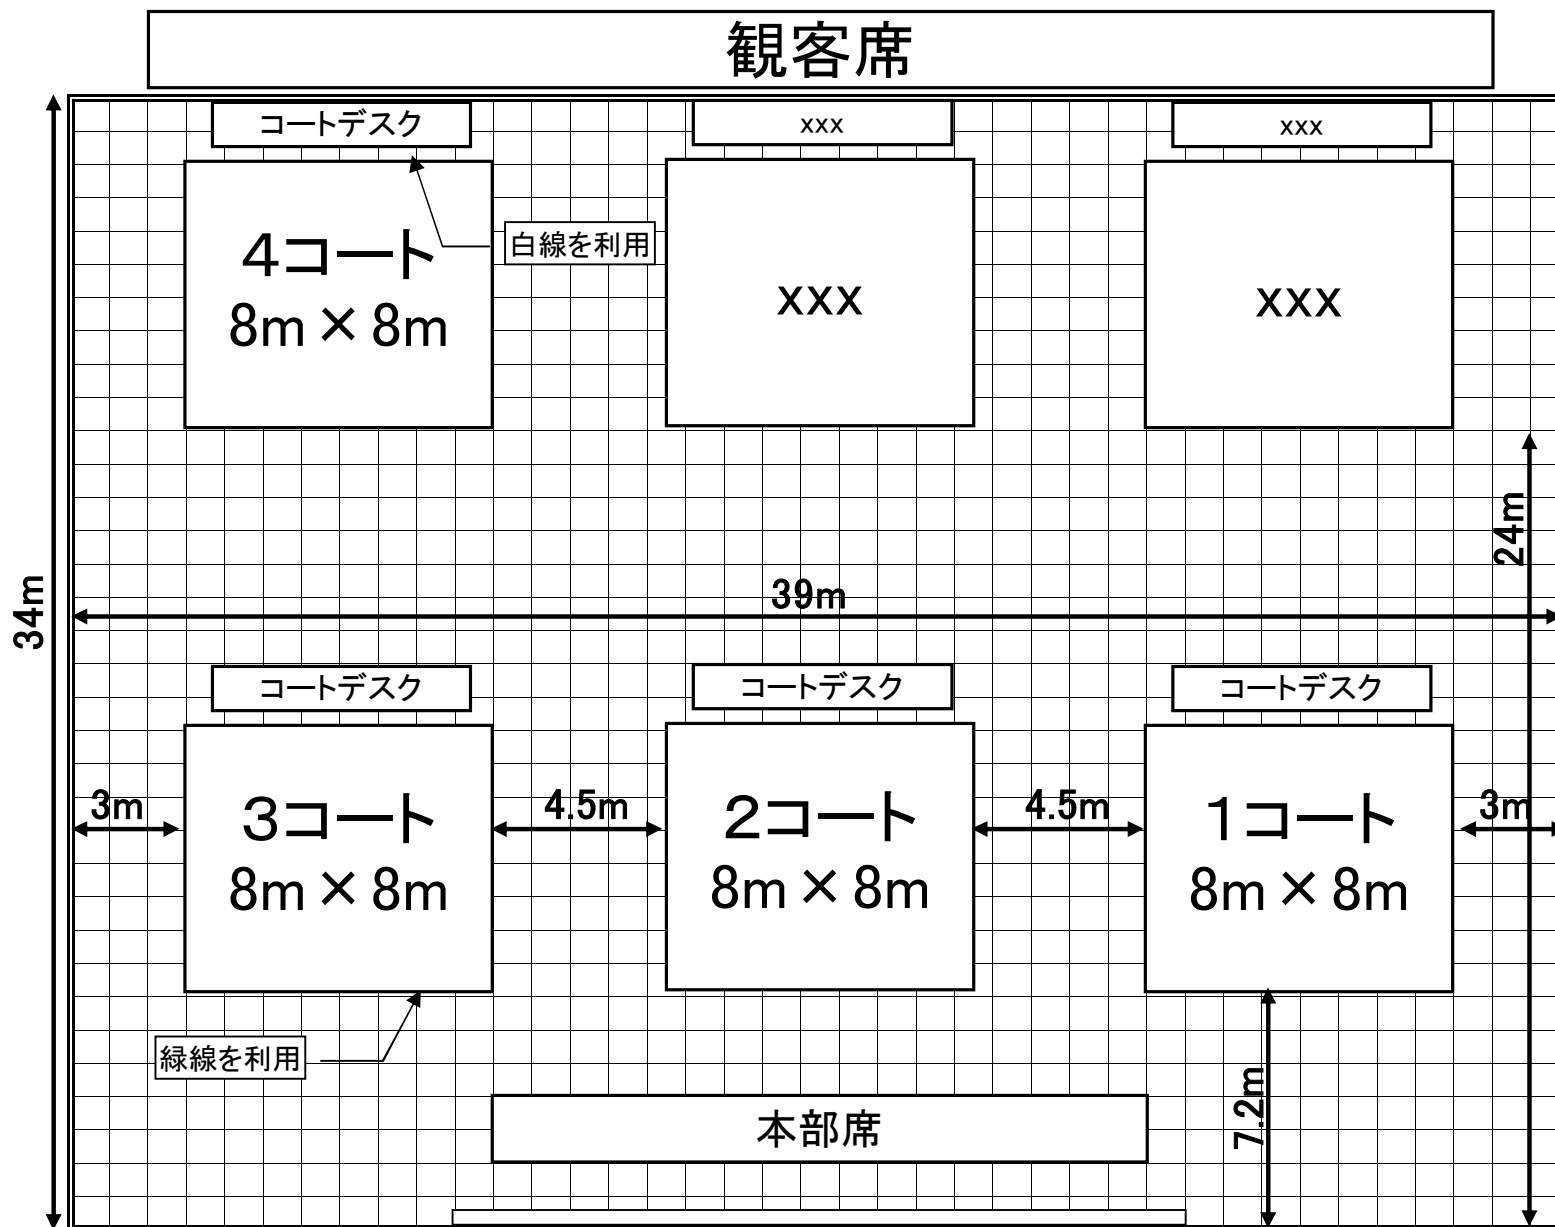 観客席
コートデスク
xxx
xxx
4コート
8m × 8m
白線を利用
xxx
xxx
24m
34m
39m
コートデスク
コートデスク
コートデスク
3m
3コート
8m × 8m
4.5m
2コート
8m × 8m
4.5m
1コート
8m × 8m
3m
緑線を利用
7.2m
本部席